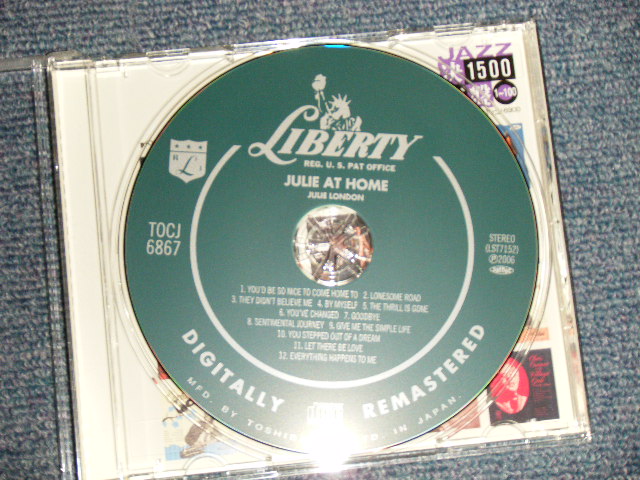 JAZZ
決
1500
1~100
LIBERTY
REG. U. S. PAT OFFICE
R L I
JULIE AT HOME
JULIE LONDON
TOCJ
6867
STEREO
(LST7152)
Ⓟ2006
1. YOU'D BE SO NICE TO COME HOME TO 2. LONESOME ROAD
3. THEY DIDN'T BELIEVE ME 4. BY MYSELF 5. THE THRILL IS GONE
6. YOU'VE CHANGED 7. GOODBYE
8. SENTIMENTAL JOURNEY 9. GIVE ME THE SIMPLE LIFE
10. YOU STEPPED OUT OF A DREAM
11. LET THERE BE LOVE
12. EVERYTHING HAPPENS TO ME
DIGITALLY REMASTERED
MFD. BY IN JAPAN.